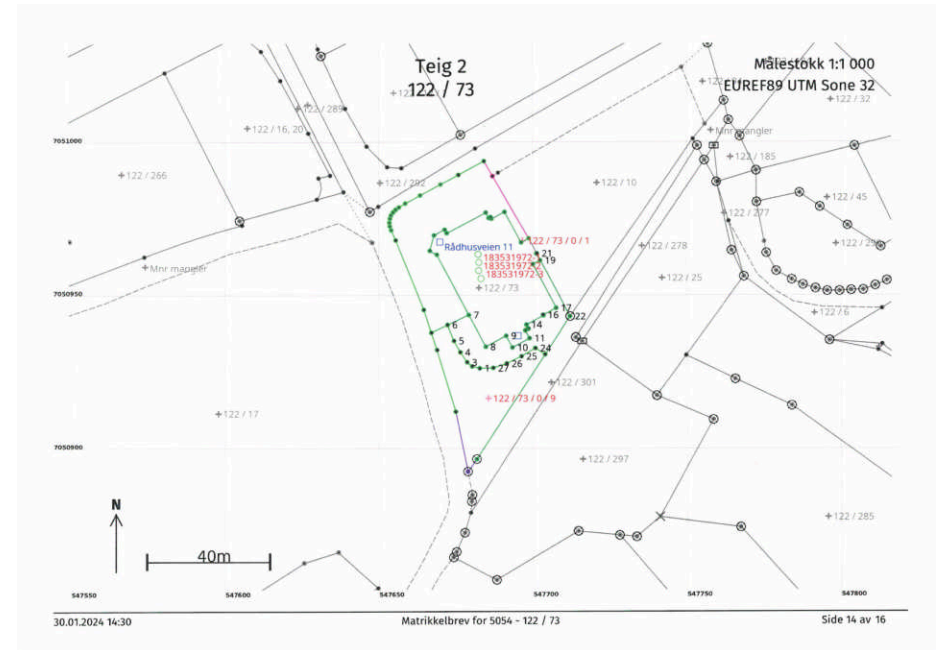 Teig 2
122 / 73
Målestokk 1:1 000
EUREF89 UTM Sone 32
122 / 289
122 / 32
122 / 16, 20
Mnr mangler
7051000
122 / 185
122 / 266
122 / 292
122 / 10
122 / 45
122 / 277
Rådhusveien 11
122 / 73/ 0 / 1
122 / 278
21
183531972-1
19
183531972-2
Mnr mangler
183531972-3
122 / 25
122 / 73
7050950
17
122 / 6
7
16
22
6
14
5
9
11
8
10
24
4
25
3
26
1
27
122 / 301
122 / 73 / 0 / 9
122 / 17
7050900
122 / 297
N
122 / 285
40m
547550
547600
547650
547700
547750
547800
30.01.2024 14:30
Matrikkelbrev for 5054 - 122 / 73
Side 14 av 16